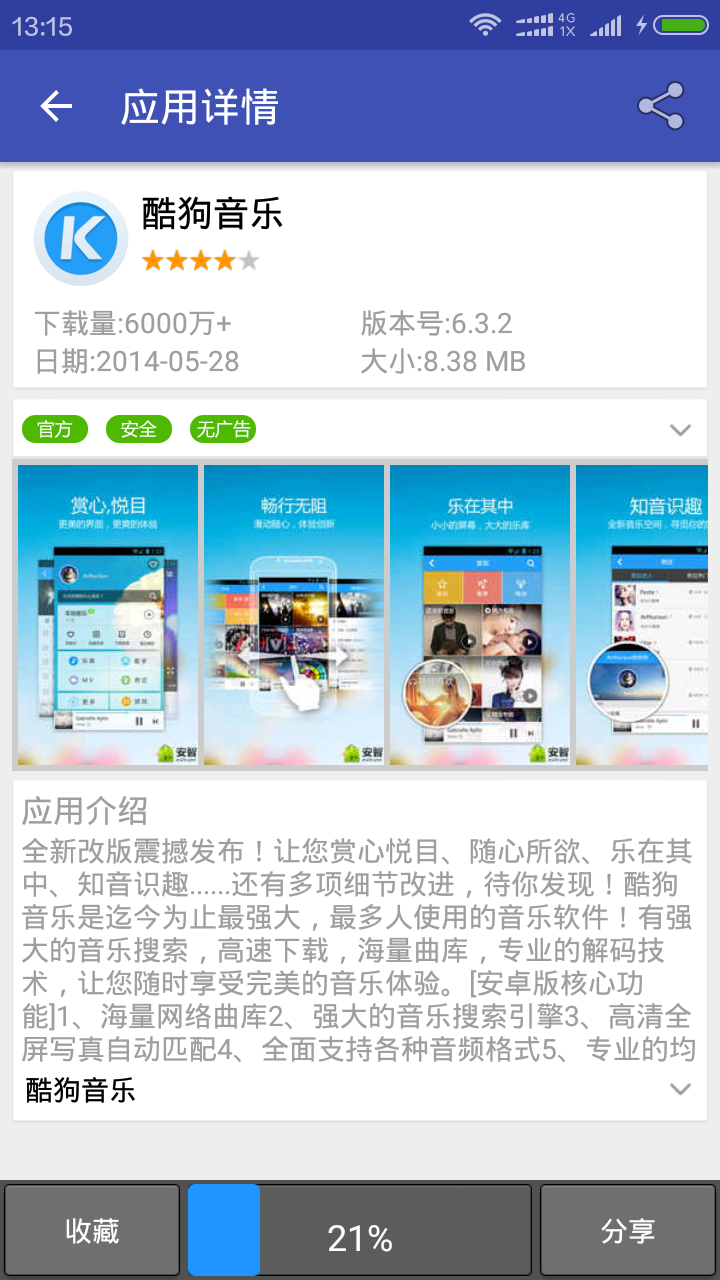 13:15
4G
1X
应用详情
K
酷狗音乐
下载量:6000万+
版本号:6.3.2
日期:2014-05-28
大小:8.38 MB
官方
安全
无广告
赏心,悦目
更美的界面，更爽的体验
畅行无阻
滑动随心，体验创新
乐在其中
小小的屏幕，大大的乐库
知音识趣
安智
安智
安智
应用介绍
全新改版震撼发布！让您赏心悦目、随心所欲、乐在其
中、知音识趣......还有多项细节改进，待你发现！酷狗
音乐是迄今为止最强大，最多人使用的音乐软件！有强
大的音乐搜索，高速下载，海量曲库，专业的解码技
术，让您随时享受完美的音乐体验。[安卓版核心功
能]1、海量网络曲库2、强大的音乐搜索引擎3、高清全
屏写真自动匹配4、全面支持各种音频格式5、专业的均
酷狗音乐
收藏
21%
分享